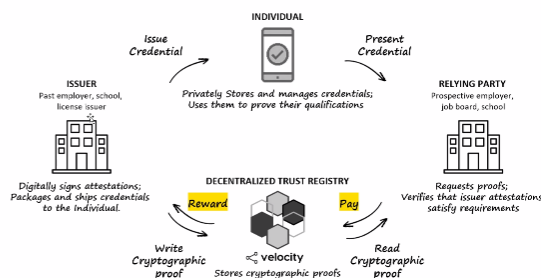 INDIVIDUAL
Issue
Credential
Present
Credential
Privately Stores and manages credentials;
Uses them to prove their qualifications
ISSUER
Past employer, school,
license issuer
Digitally signs attestations;
Packages and ships credentials
to the Individual.
RELYING PARTY
Prospective employer,
job board, school
Requests proofs;
Verifies that issuer attestations
satisfy requirements
DECENTRALIZED TRUST REGISTRY
Reward
Pay
velocity
Stores cryptographic proofs
Write
Cryptographic
proof
Read
Cryptographic
proof